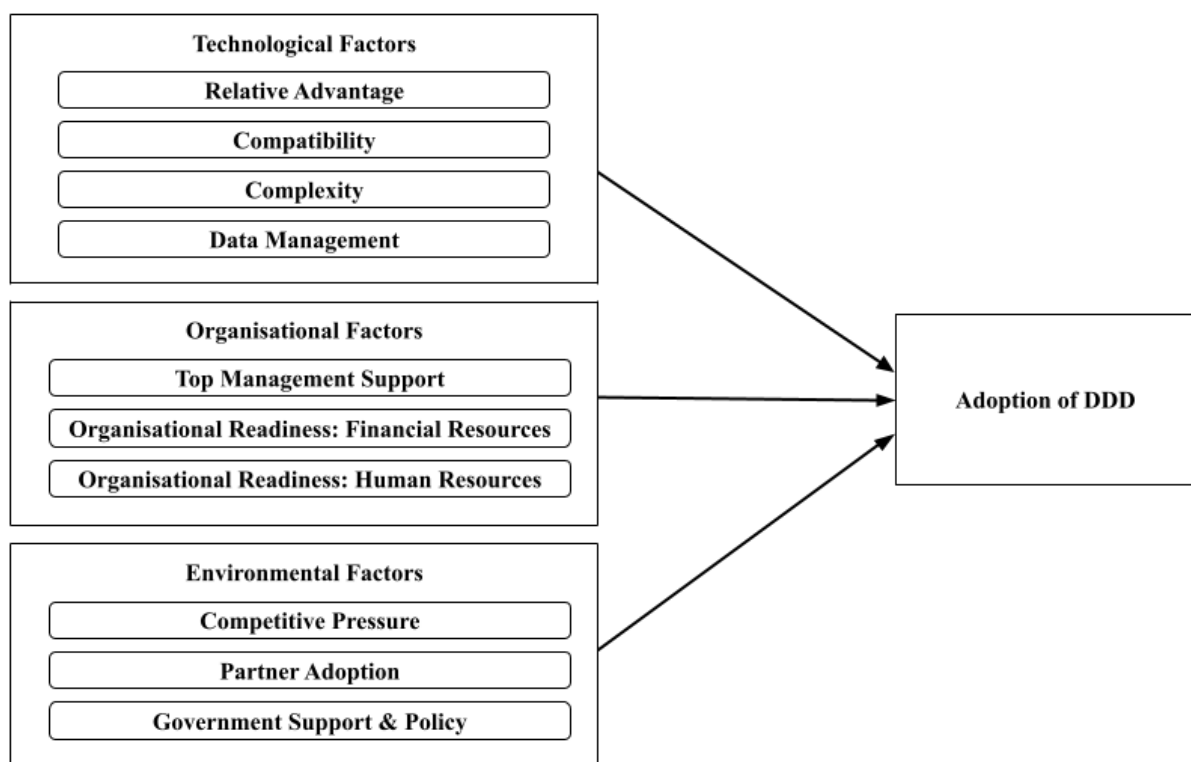 Technological Factors
Relative Advantage
Compatibility
Complexity
Data Management
Organisational Factors
Top Management Support
Organisational Readiness: Financial Resources
Organisational Readiness: Human Resources
Environmental Factors
Competitive Pressure
Partner Adoption
Government Support & Policy
Adoption of DDD